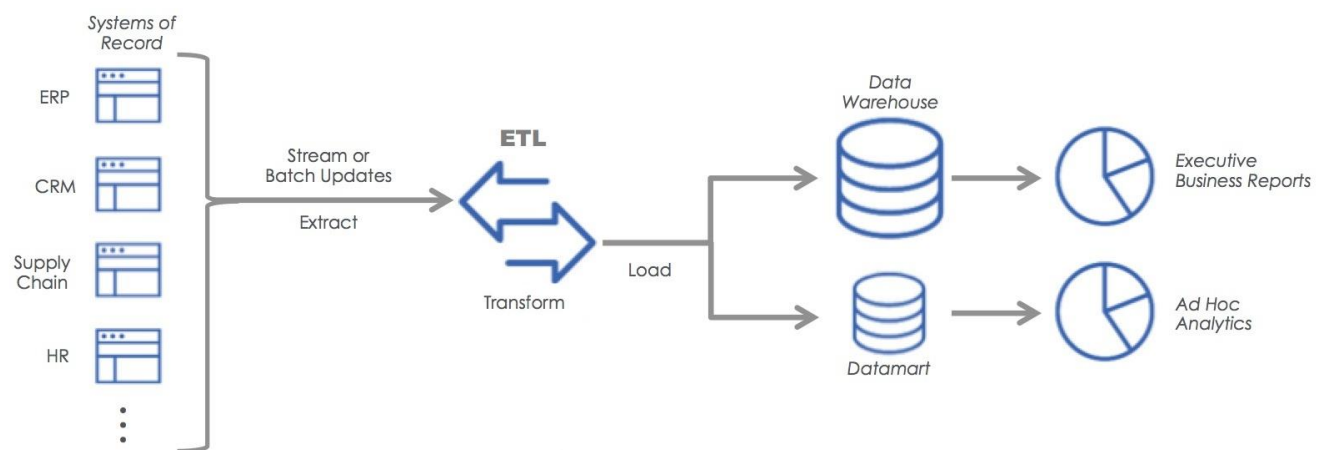 Systems of
Record
ERP
CRM
Supply
Chain
HR
Stream or
Batch Updates
Extract
ETL
Transform
Load
Data
Warehouse
Datamart
Executive
Business Reports
Ad Hoc
Analytics